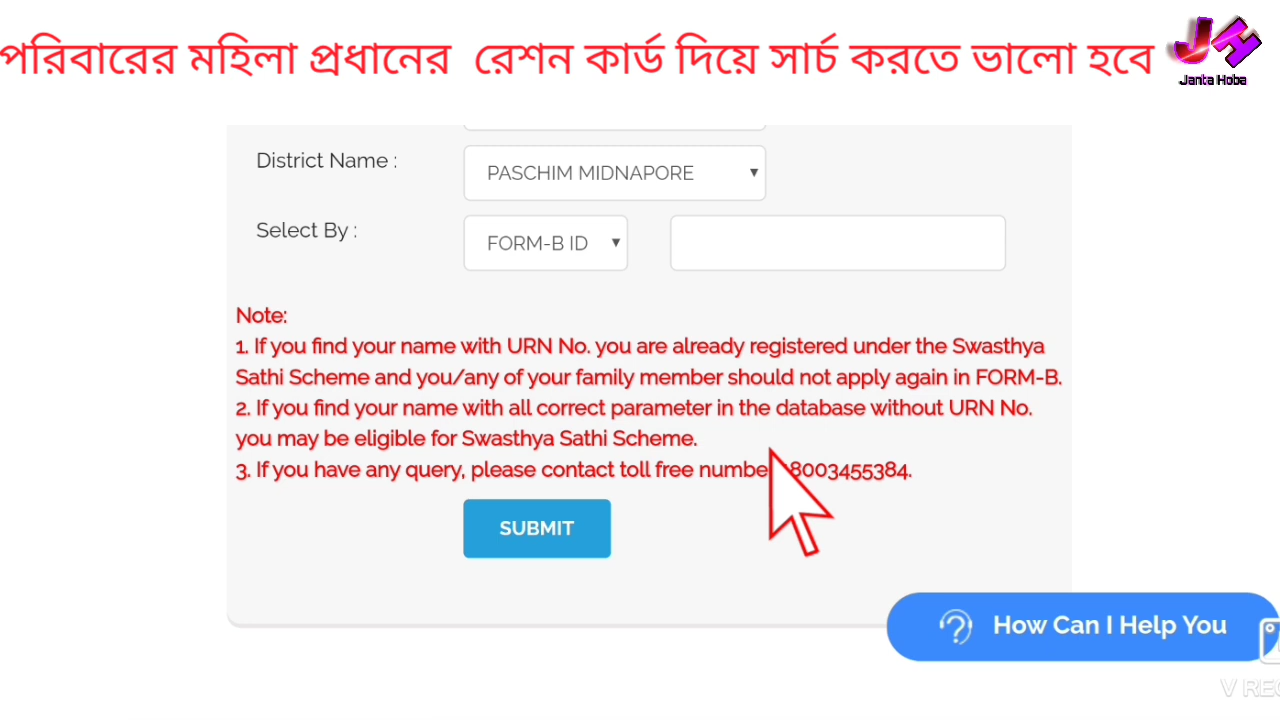 পরিবারের মহিলা প্রধানের রেশন কার্ড দিয়ে সার্চ করতে ভালো হবে
JH
Janta Hoba
District Name :
PASCHIM MIDNAPORE
Select By :
FORM-B ID
Note:
1. If you find your name with URN No. you are already registered under the Swasthya
Sathi Scheme and you/any of your family member should not apply again in FORM-B.
2. If you find your name with all correct parameter in the database without URN No.
you may be eligible for Swasthya Sathi Scheme.
3. If you have any query, please contact toll free number 18003455384.
SUBMIT
How Can I Help You
V REC